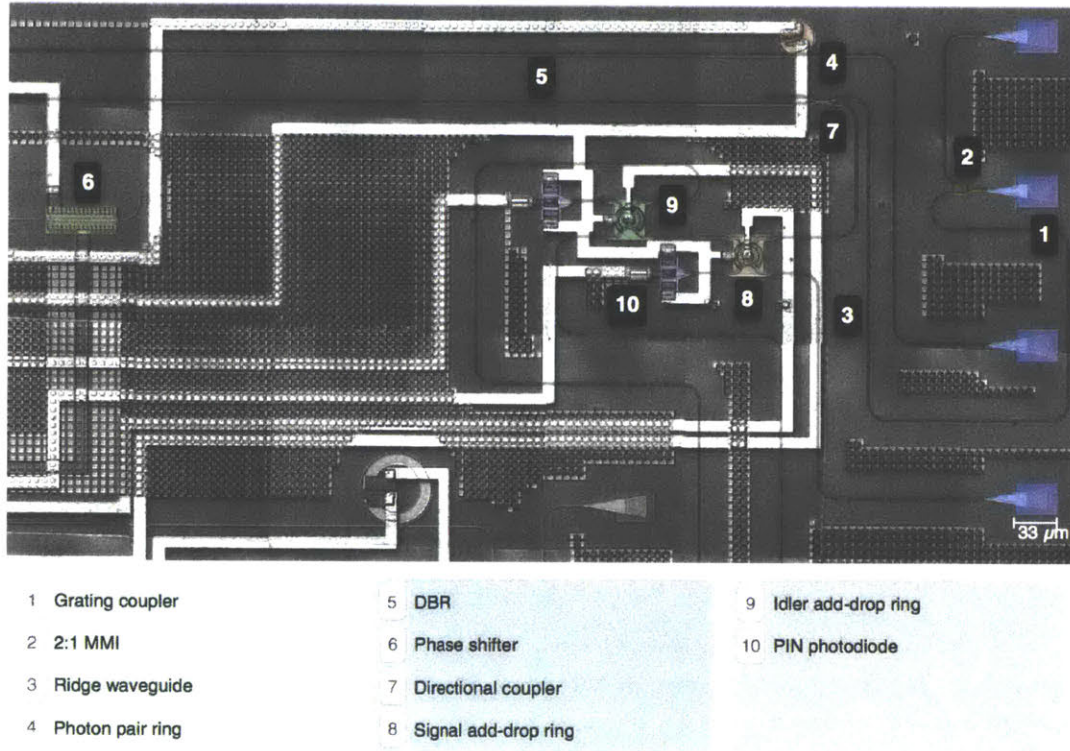 4
5
7
2
6
9
1
10
8
3
33 µm
1 Grating coupler
2 2:1 MMI
3 Ridge waveguide
4 Photon pair ring
5 DBR
6 Phase shifter
7 Directional coupler
8 Signal add-drop ring
9 Idler add-drop ring
10 PIN photodiode